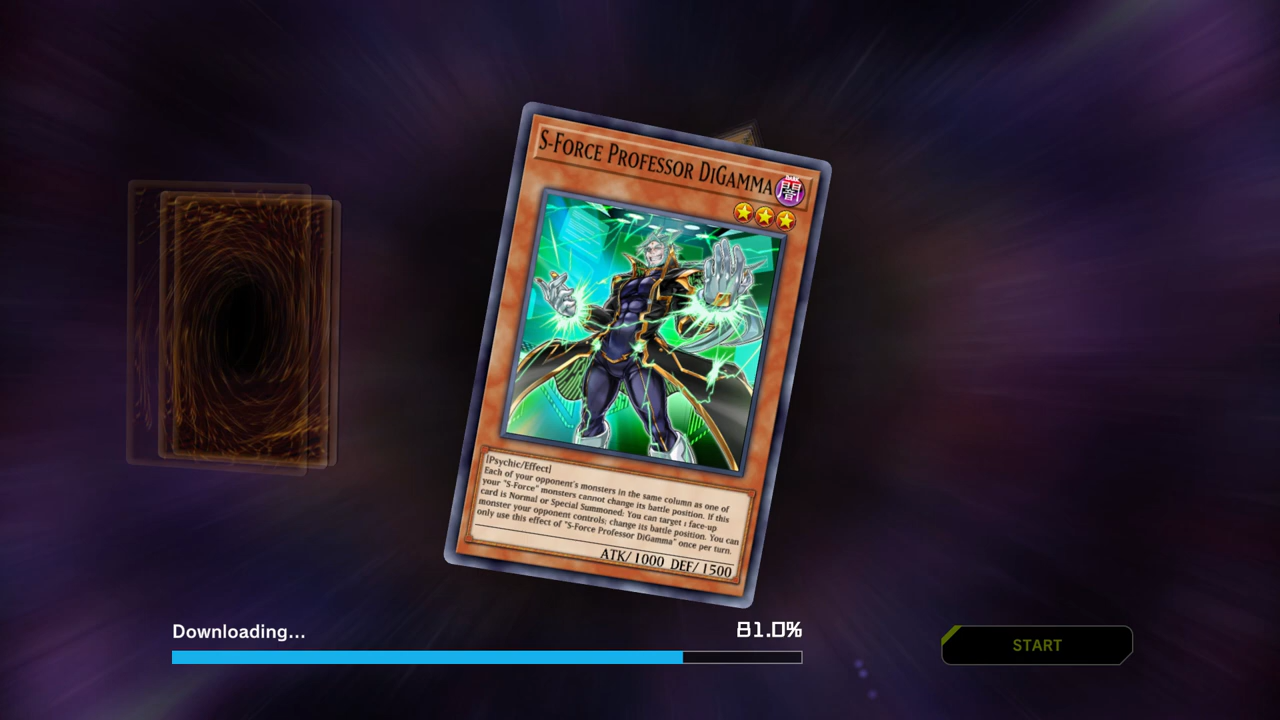 S-Force Professor DiGamma
DARK
闇
[Psychic/Effect]
Each of your opponent's monsters in the same column as one of
your "S-Force" monsters cannot change its battle position. If this
card is Normal or Special Summoned: You can target 1 face-up
monster your opponent controls; change its battle position. You can
only use this effect of "S-Force Professor DiGamma" once per turn.
ATK/1000 DEF/1500
Downloading...
81.0%
START